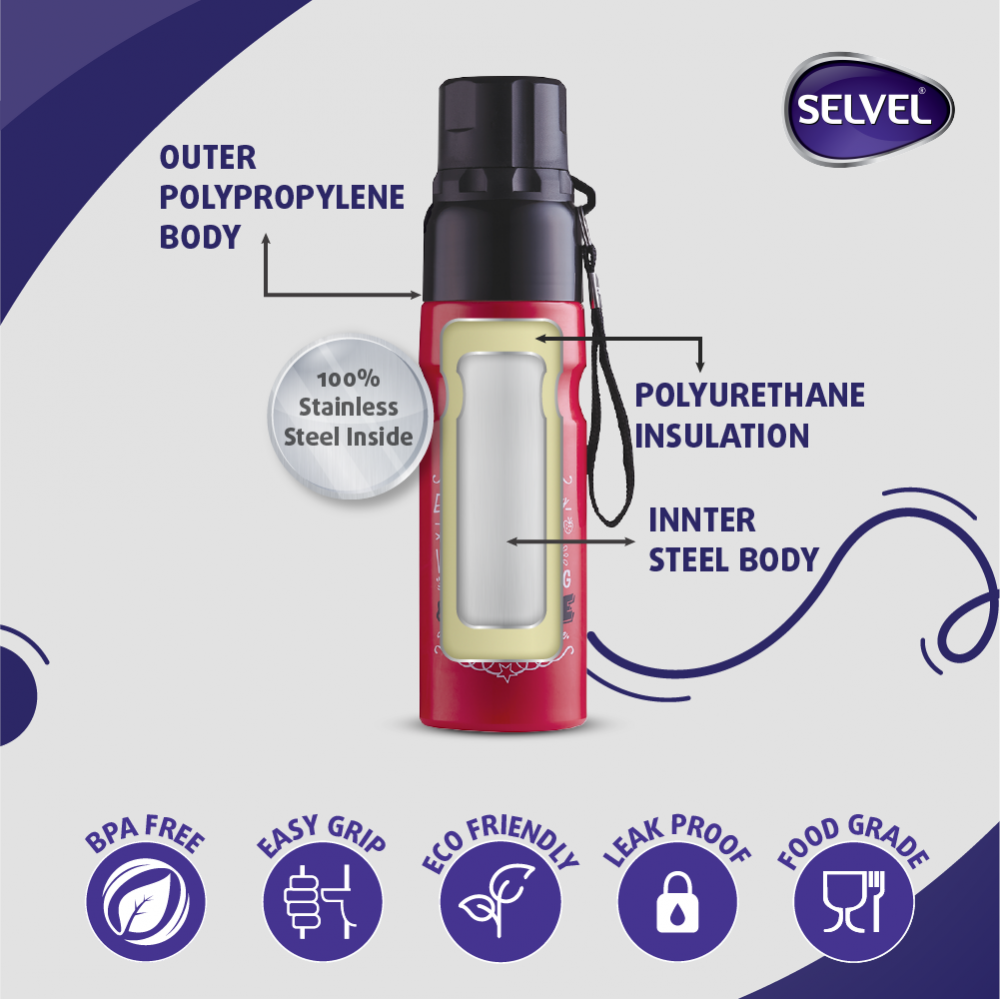 SELVEL®
OUTER
POLYPROPYLENE
BODY
100%
Stainless
Steel Inside
POLYURETHANE
INSULATION
INNTER
STEEL BODY
BPA FREE
EASY GRIP
ECO FRIENDLY
LEAK PROOF
FOOD GRADE